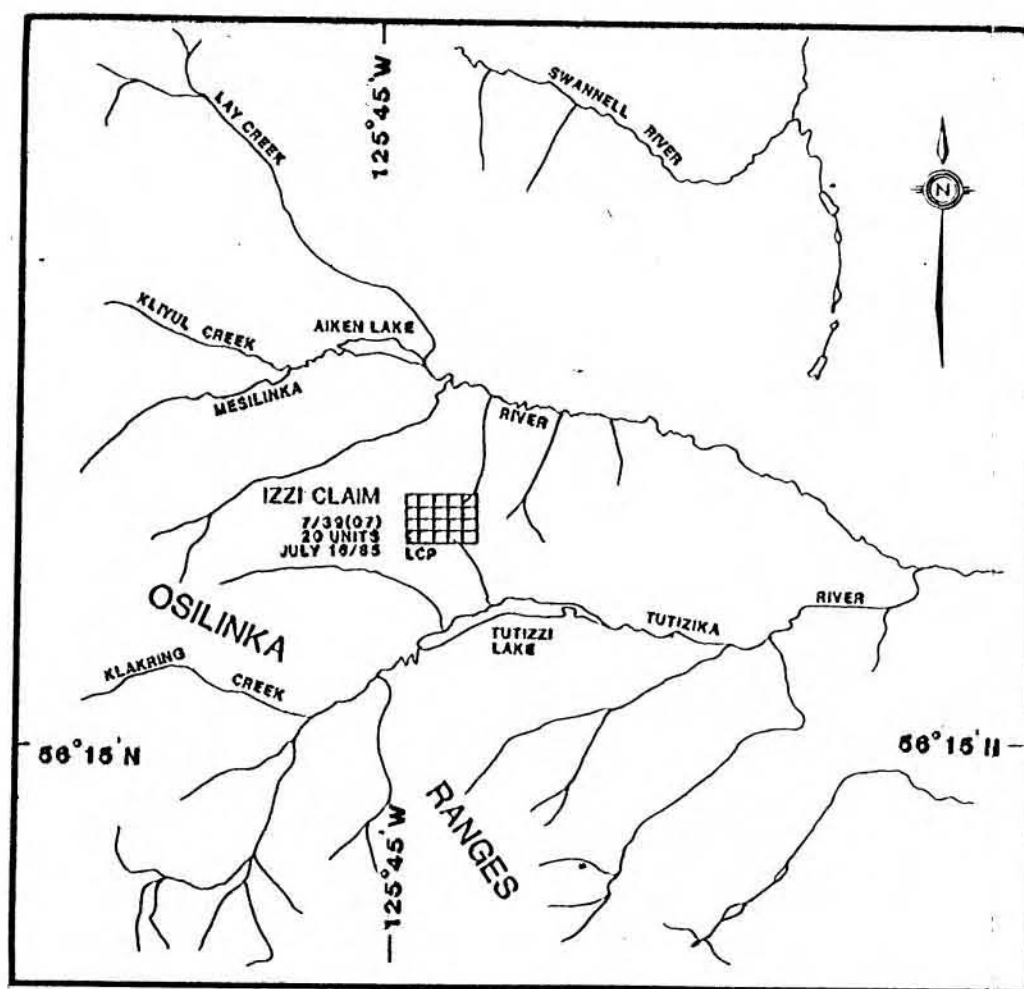 125°45'W
SWANNELL
RIVER
LAY CREEK
N
KLIYUL CREEK
AIKEN LAKE
MESILINKA
RIVER
IZZI CLAIM
7/39(07)
20 UNITS
JULY 16/85
LCP
OSILINKA
RIVER
TUTIZIKA
TUTIZZI
LAKE
KLAKRING
CREEK
56°15'N
56°15'N
RANGES
125°45'W